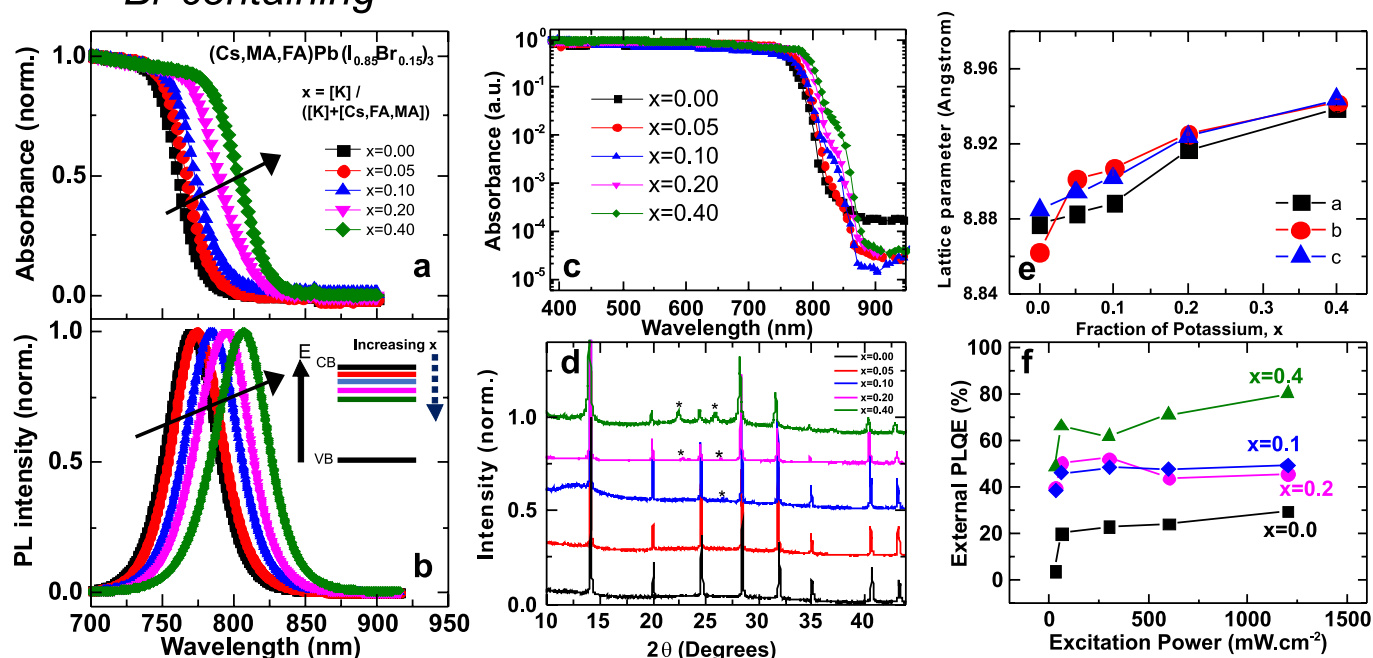 Br-containing
Absorbance (norm.)
1.0
0.5
0.0
(Cs,MA,FA)Pb(I0.85Br0.15)3
x = [K] /
([K]+[Cs,FA,MA])
x=0.00
x=0.05
x=0.10
x=0.20
x=0.40
a
PL intensity (norm.)
1.0
0.5
0.0
E
CB
VB
Increasing x
b
700 750 800 850 900 950
Wavelength (nm)
Absorbance (a.u.)
10^0
10^-1
10^-2
10^-3
10^-4
10^-5
x=0.00
x=0.05
x=0.10
x=0.20
x=0.40
c
400 500 600 700 800 900
Wavelength (nm)
Intensity (norm.)
1.0
0.5
0.0
d
x=0.00
x=0.05
x=0.10
x=0.20
x=0.40
* *
* *
*
10 15 20 25 30 35 40
2θ (Degrees)
Lattice parameter (Angstrom)
8.96
8.92
8.88
8.84
a
b
c
e
0.0 0.1 0.2 0.3 0.4
Fraction of Potassium, x
External PLQE (%)
100
80
60
40
20
0
f
x=0.4
x=0.1
x=0.2
x=0.0
0 500 1000 1500
Excitation Power (mW.cm-2)